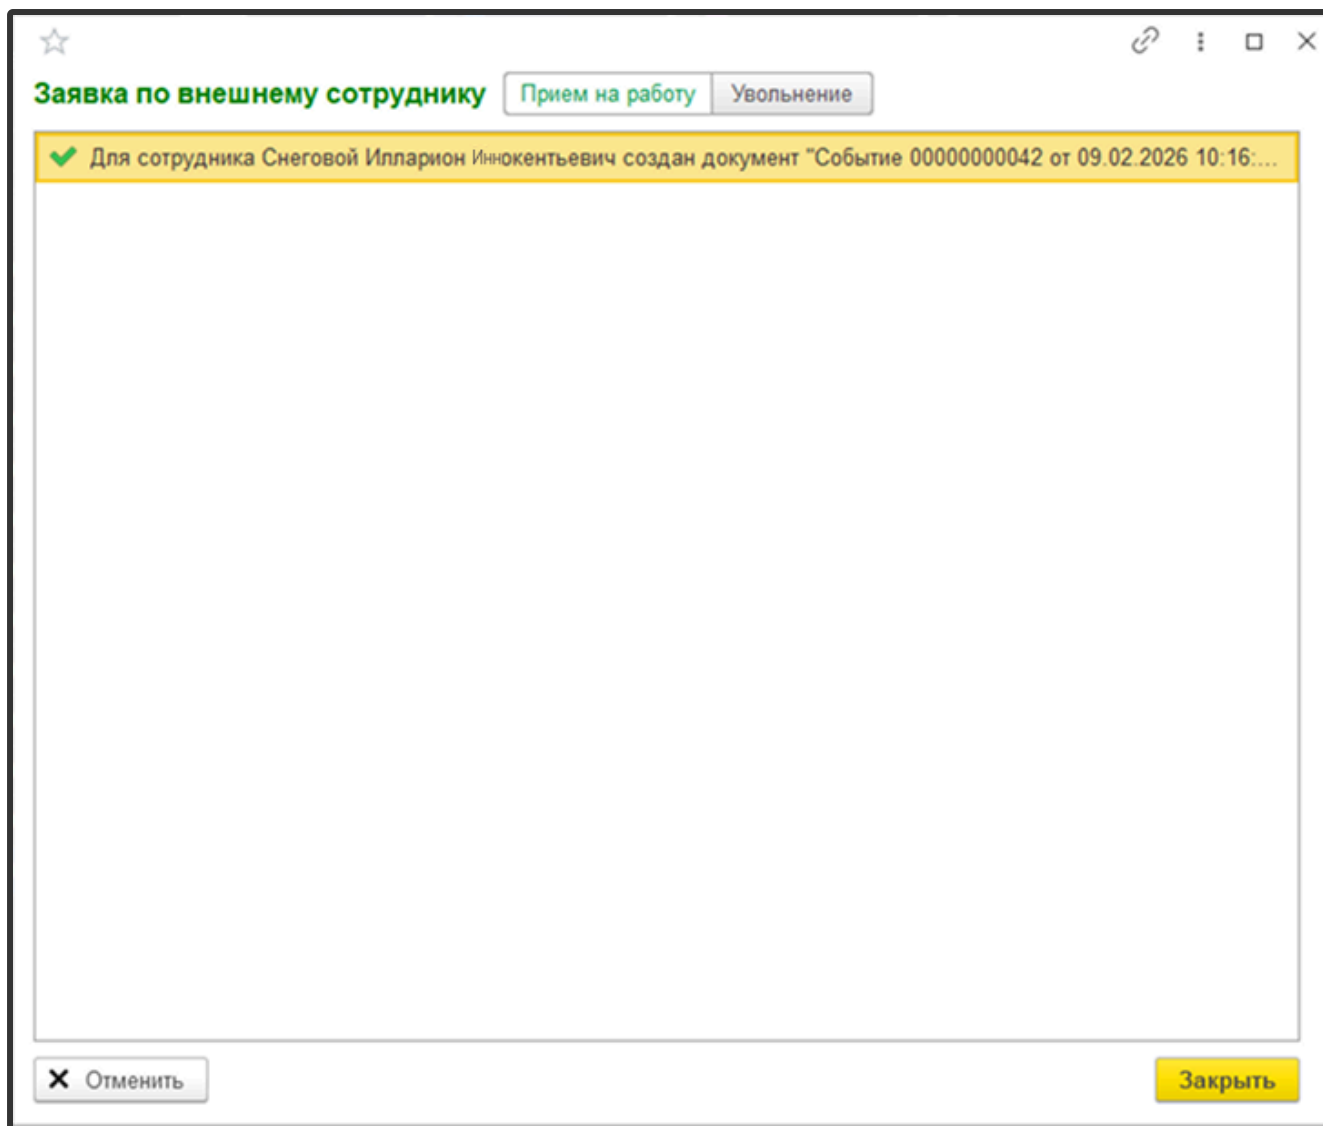 Заявка по внешнему сотруднику Прием на работу Увольнение
Для сотрудника Снеговой Илларион Иннокентьевич создан документ "Событие 00000000042 от 09.02.2026 10:16:...
Отменить Закрыть